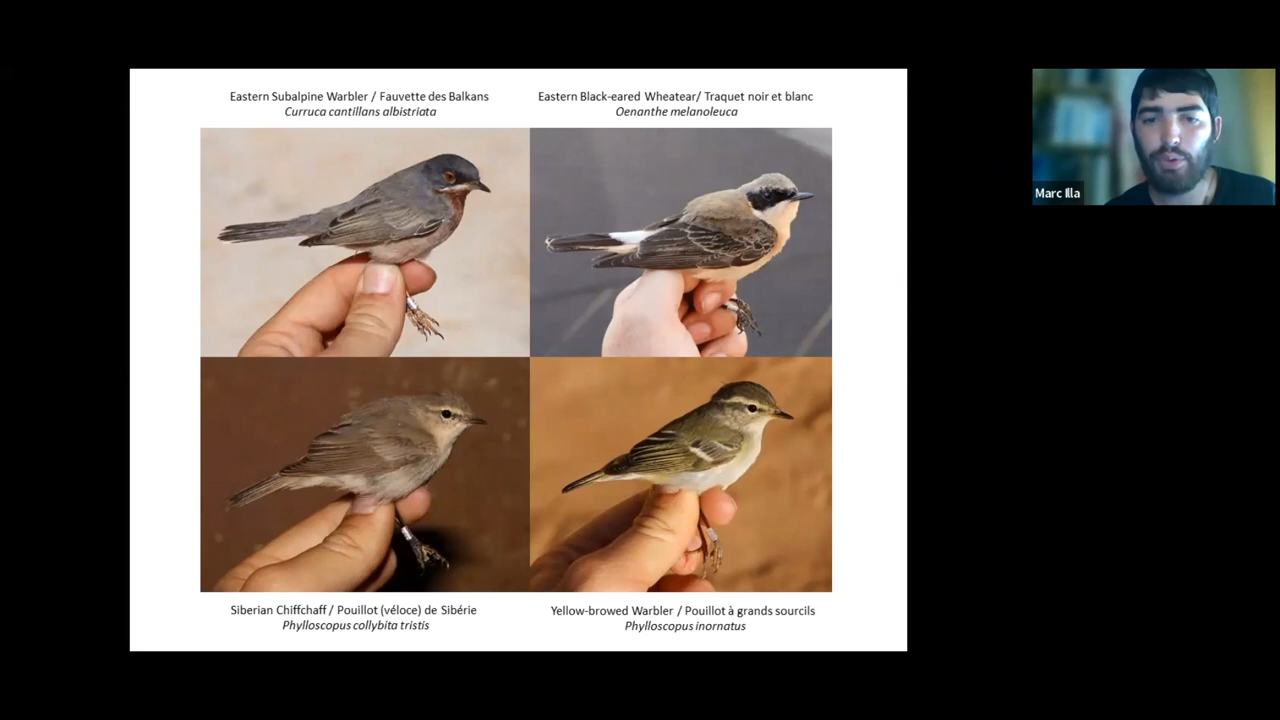 Eastern Subalpine Warbler / Fauvette des Balkans
Curruca cantillans albistriata
Eastern Black-eared Wheatear/ Traquet noir et blanc
Oenanthe melanoleuca
Marc Illa
Siberian Chiffchaff / Pouillot (véloce) de Sibérie
Phylloscopus collybita tristis
Yellow-browed Warbler / Pouillot à grands sourcils
Phylloscopus inornatus